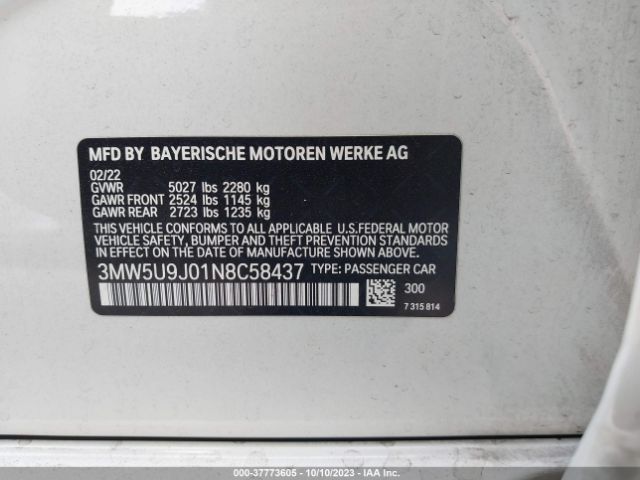 MFD BY BAYERISCHE MOTOREN WERKE AG
02/22
GVWR 5027 lbs 2280 kg
GAWR FRONT 2524 lbs 1145 kg
GAWR REAR 2723 lbs 1235 kg
THIS VEHICLE CONFORMS TO ALL APPLICABLE U.S.FEDERAL MOTOR
VEHICLE SAFETY, BUMPER AND THEFT PREVENTION STANDARDS
IN EFFECT ON THE DATE OF MANUFACTURE SHOWN ABOVE.
3MW5U9J01N8C58437 TYPE: PASSENGER CAR
300
7 315 814
00-37773605 - 10/10/2023 - IAA Inc.